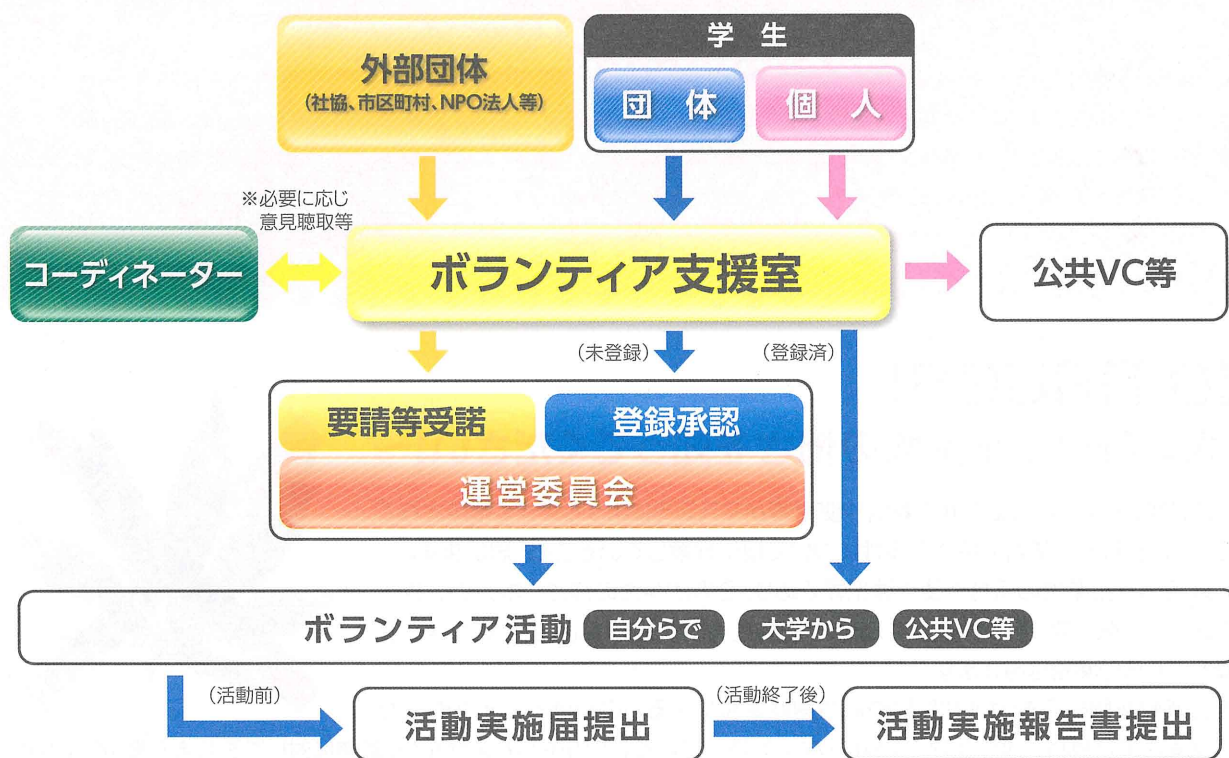 外部団体
(社協、市区町村、NPO法人等)
学 生
団 体
個 人
※必要に応じ
意見聴取等
コーディネーター
ボランティア支援室
公共VC等
(未登録)
(登録済)
要請等受諾
登録承認
運営委員会
ボランティア活動 自分らで 大学から 公共VC等
(活動前)
活動実施届提出
(活動終了後)
活動実施報告書提出